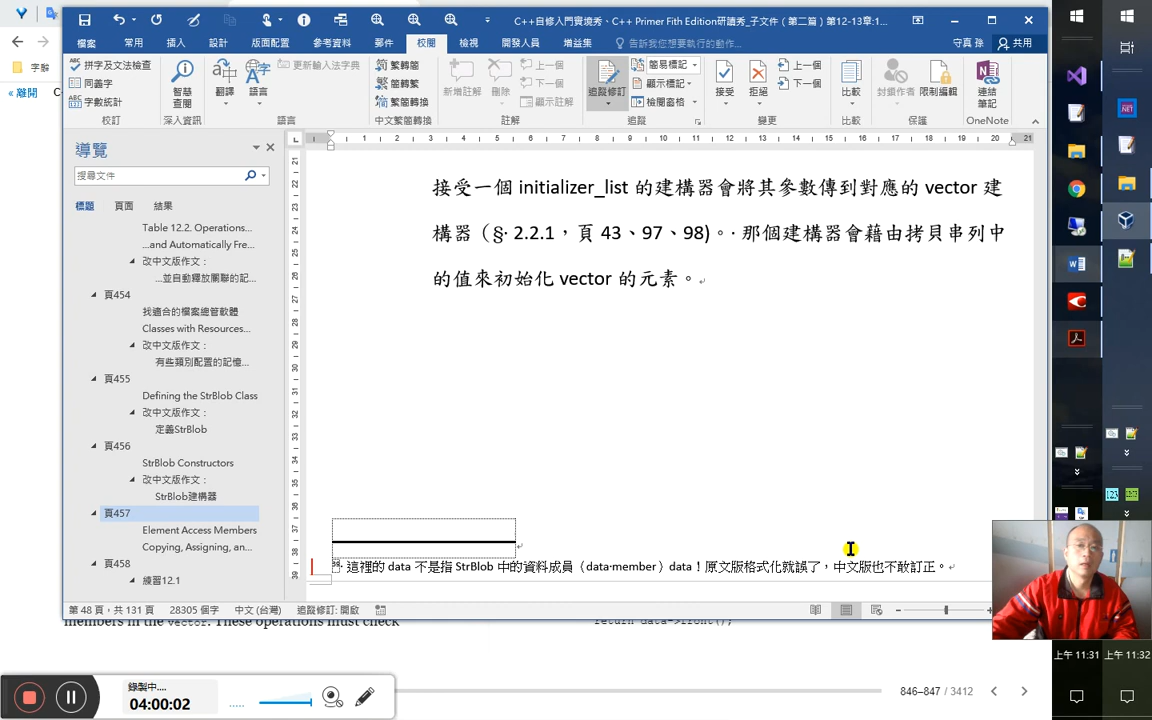 C++自修入門實境秀、C++ Primer Fith Edition研讀秀_子文件（第二篇）第12-13章:1...
檔案 常用 插入 設計 版面配置 參考資料 郵件 校閱 檢視 開發人員 增益集 告訴我您想要執行的動作... 守真 孫 共用
字齡
« 離開
拼字及文法檢查
同義字
字數統計
校訂
智慧
查閱
深入資訊
翻譯
語言
更新輸入法字典
語言
繁轉簡
簡轉繁
繁簡轉換
中文繁簡轉換
新增註解
刪除
上一個
下一個
顯示註解
註解
追蹤修訂
簡易標記
顯示標記
檢閱窗格
追蹤
接受
拒絕
上一個
下一個
變更
比較
比較
封鎖作者
限制編輯
保護
連結
筆記
OneNote
導覽
搜尋文件
標題 頁面 結果
Table 12.2. Operations...
...and Automatically Fre...
改中文版作文：
...並自動釋放關聯的記...
頁454
找適合的檔案總管軟體
Classes with Resources...
改中文版作文：
有些類別配置的記憶...
頁455
Defining the StrBlob Class
改中文版作文：
定義StrBlob
頁456
StrBlob Constructors
改中文版作文：
StrBlob建構器
頁457
Element Access Members
Copying, Assigning, an...
頁458
練習12.1
接受一個 initializer_list 的建構器會將其參數傳到對應的 vector 建
構器（§· 2.2.1，頁 43、97、98)。· 那個建構器會藉由拷貝串列中
的值來初始化 vector 的元素。
這裡的 data 不是指 StrBlob 中的資料成員（data·member）data！原文版格式化就誤了，中文版也不敢訂正。
第 48 頁，共 131 頁 28305 個字 中文 (台灣) 追蹤修訂: 開啟
members in the vector. These operations must check
return data->front();
錄製中....
04:00:02
846–847 / 3412
上午 11:31 上午 11:32